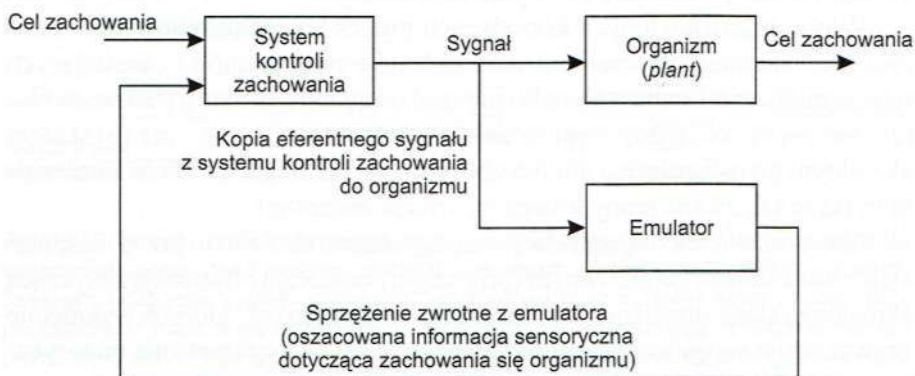 Cel zachowania
System
kontroli
zachowania
Sygnał
Organizm
(plant)
Cel zachowania
Kopia eferentnego sygnału
z systemu kontroli zachowania
do organizmu
Emulator
Sprzężenie zwrotne z emulatora
(oszacowana informacja sensoryczna
dotycząca zachowania się organizmu)